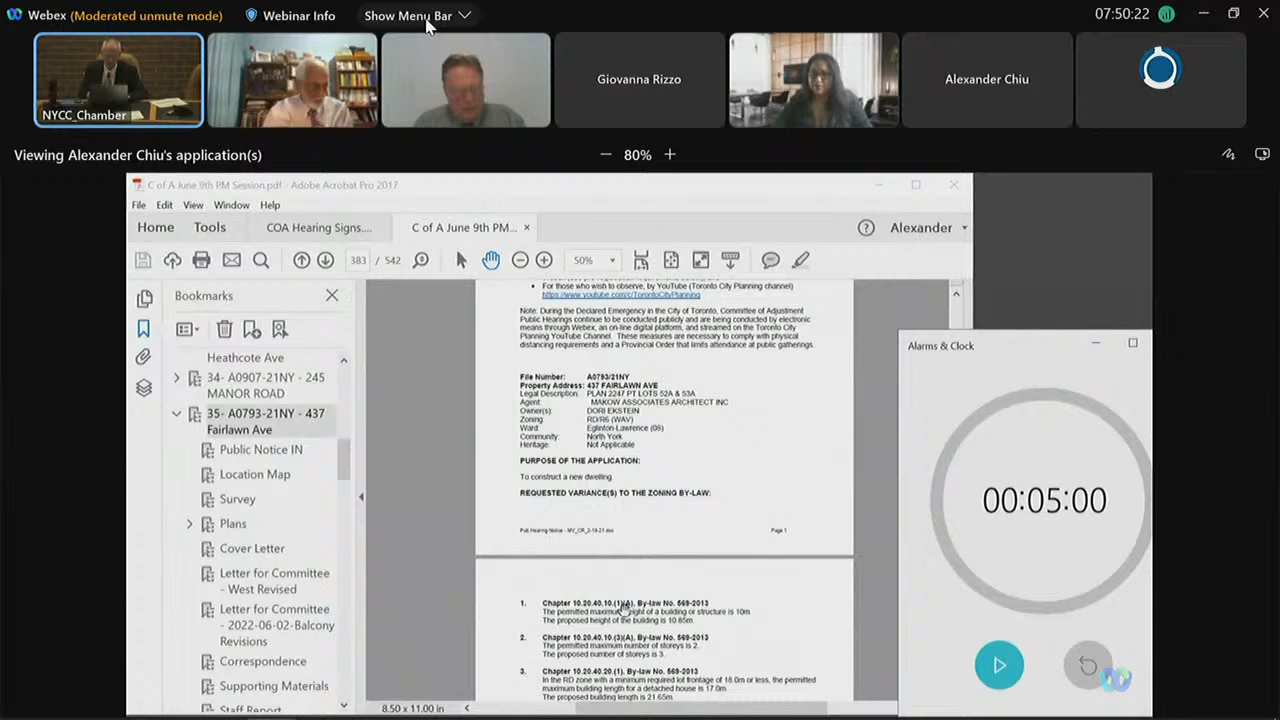 Webex (Moderated unmute mode)
Webinar Info
Show Menu Bar
07:50:22
NYCC_Chamber
Giovanna Rizzo
Alexander Chiu
Viewing Alexander Chiu's application(s)
80%
C of A June 9th PM Session.pdf - Adobe Acrobat Pro 2017
File Edit View Window Help
Home Tools COA Hearing Signs.... C of A June 9th PM... × Alexander
383 / 542 50%
Bookmarks
Heathcote Ave
34- A0907-21NY - 245
MANOR ROAD
35- A0793-21NY - 437
Fairlawn Ave
Public Notice IN
Location Map
Survey
Plans
Cover Letter
Letter for Committee
- West Revised
Letter for Committee
- 2022-06-02-Balcony
Revisions
Correspondence
Supporting Materials
Staff Report
8.50 x 11.00 in
• For those who wish to observe, by YouTube (Toronto City Planning channel)
https://www.youtube.com/c/TorontoCityPlanning
Note: During the Declared Emergency in the City of Toronto, Committee of Adjustment
Public Hearings continue to be conducted publicly and are being conducted by electronic
means through Webex, an on-line digital platform, and streamed on the Toronto City
Planning YouTube Channel. These measures are necessary to comply with physical
distancing requirements and a Provincial Order that limits attendance at public gatherings.
File Number: A0793/21NY
Property Address: 437 FAIRLAWN AVE
Legal Description: PLAN 2247 PT LOTS 52A & 53A
Agent: MAKOW ASSOCIATES ARCHITECT INC
Owner(s): DORI EKSTEIN
Zoning RD/R6 (WAV)
Ward: Eglinton-Lawrence (08)
Community: North York
Heritage: Not Applicable
PURPOSE OF THE APPLICATION:
To construct a new dwelling
REQUESTED VARIANCE(S) TO THE ZONING BY-LAW:
Pub Hearing Notice - MV_CR_2-18-21.doc Page 1
1. Chapter 10.20.40.10.(1)(A), By-law No. 569-2013
The permitted maximum height of a building or structure is 10m.
The proposed height of the building is 10.85m.
2. Chapter 10.20.40.10.(3)(A), By-law No. 569-2013
The permitted maximum number of storeys is 2.
The proposed number of storeys is 3.
3. Chapter 10.20.40.20.(1), By-law No. 569-2013
In the RD zone with a minimum required lot frontage of 18.0m or less, the permitted
maximum building length for a detached house is 17.0m.
The proposed building length is 21.65m.
Alarms & Clock
00:05:00